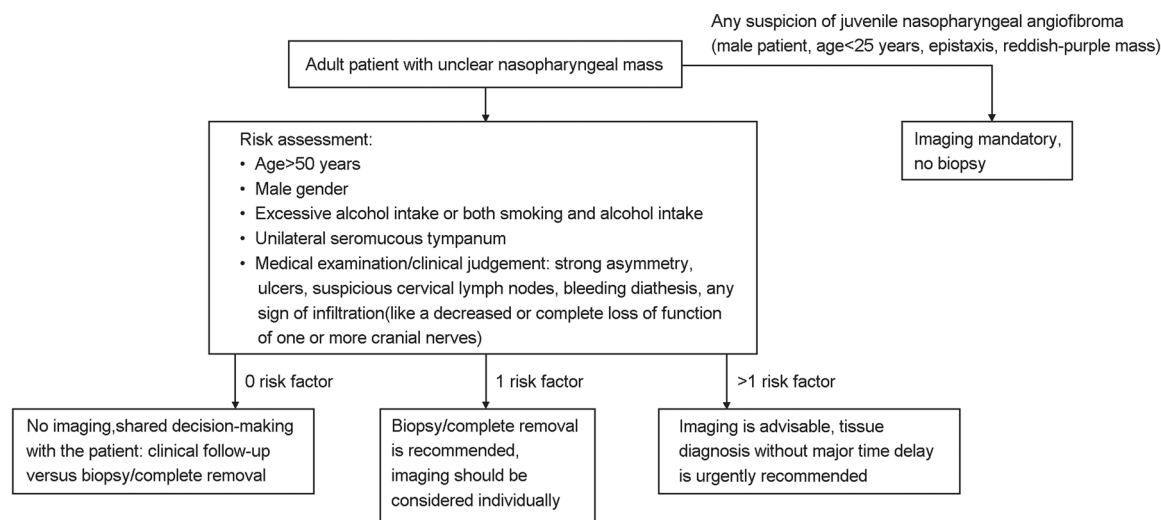 Any suspicion of juvenile nasopharyngeal angiofibroma
(male patient, age<25 years, epistaxis, reddish-purple mass)
Adult patient with unclear nasopharyngeal mass
Imaging mandatory,
no biopsy
Risk assessment:
• Age>50 years
• Male gender
• Excessive alcohol intake or both smoking and alcohol intake
• Unilateral seromucous tympanum
• Medical examination/clinical judgement: strong asymmetry,
ulcers, suspicious cervical lymph nodes, bleeding diathesis, any
sign of infiltration(like a decreased or complete loss of function
of one or more cranial nerves)
0 risk factor
1 risk factor
>1 risk factor
No imaging,shared decision-making
with the patient: clinical follow-up
versus biopsy/complete removal
Biopsy/complete removal
is recommended,
imaging should be
considered individually
Imaging is advisable, tissue
diagnosis without major time delay
is urgently recommended